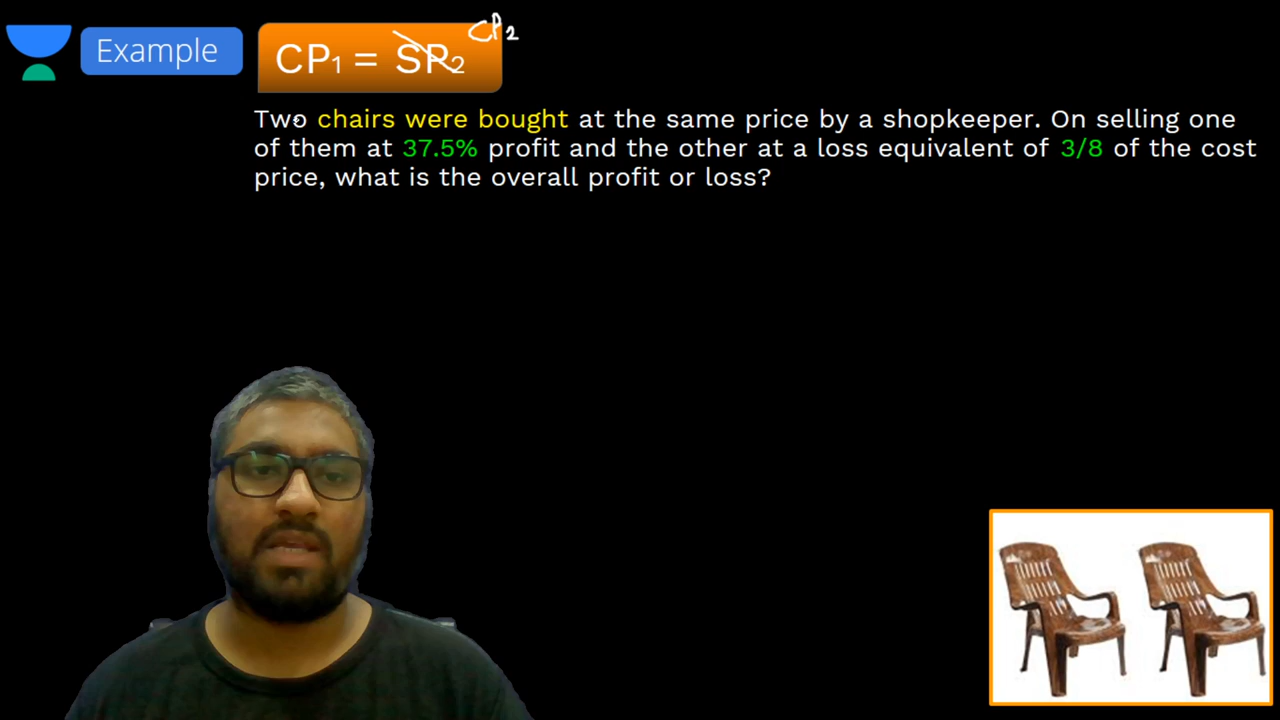 Example
CP₁ = SP₂ CP₂
Two chairs were bought at the same price by a shopkeeper. On selling one
of them at 37.5% profit and the other at a loss equivalent of 3/8 of the cost
price, what is the overall profit or loss?